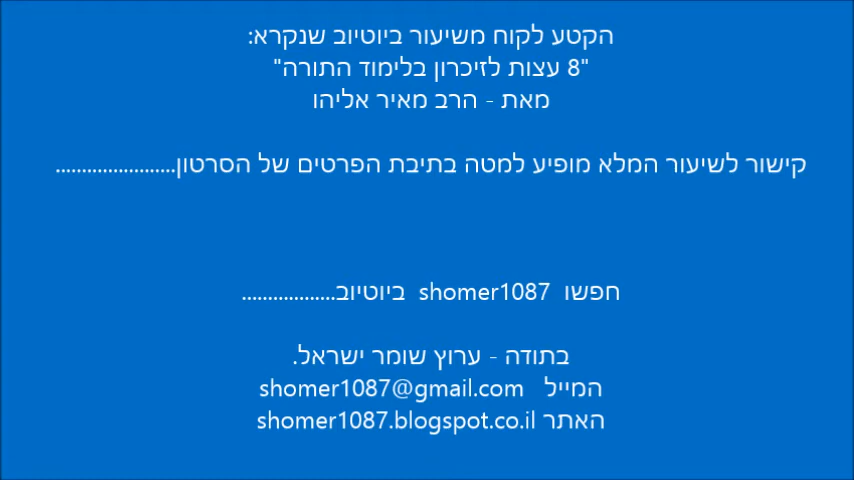 הקטע לקוח משיעור ביוטיוב שנקרא:
"8 עצות לזיכרון בלימוד התורה"
מאת - הרב מאיר אליהו
קישור לשיעור המלא מופיע למטה בתיבת הפרטים של הסרטון.......................
חפשו shomer1087 ביוטיוב..................
בתודה - ערוץ שומר ישראל.
המייל shomer1087@gmail.com
האתר shomer1087.blogspot.co.il